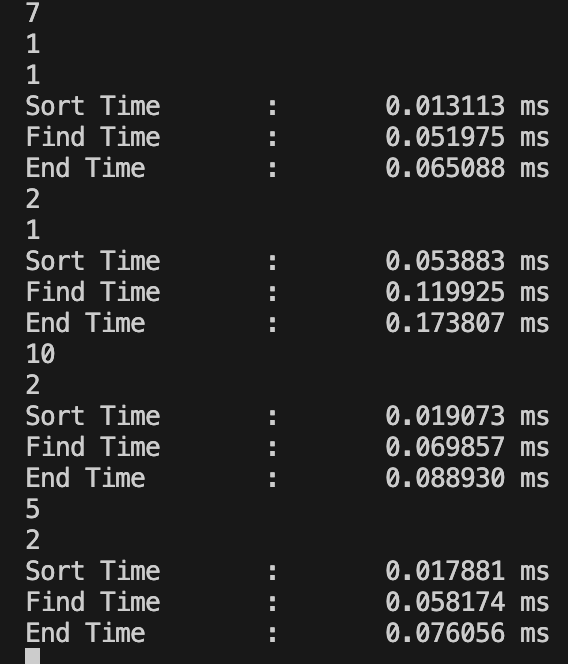 7
1
1
Sort Time : 0.013113 ms
Find Time : 0.051975 ms
End Time : 0.065088 ms
2
1
Sort Time : 0.053883 ms
Find Time : 0.119925 ms
End Time : 0.173807 ms
10
2
Sort Time : 0.019073 ms
Find Time : 0.069857 ms
End Time : 0.088930 ms
5
2
Sort Time : 0.017881 ms
Find Time : 0.058174 ms
End Time : 0.076056 ms